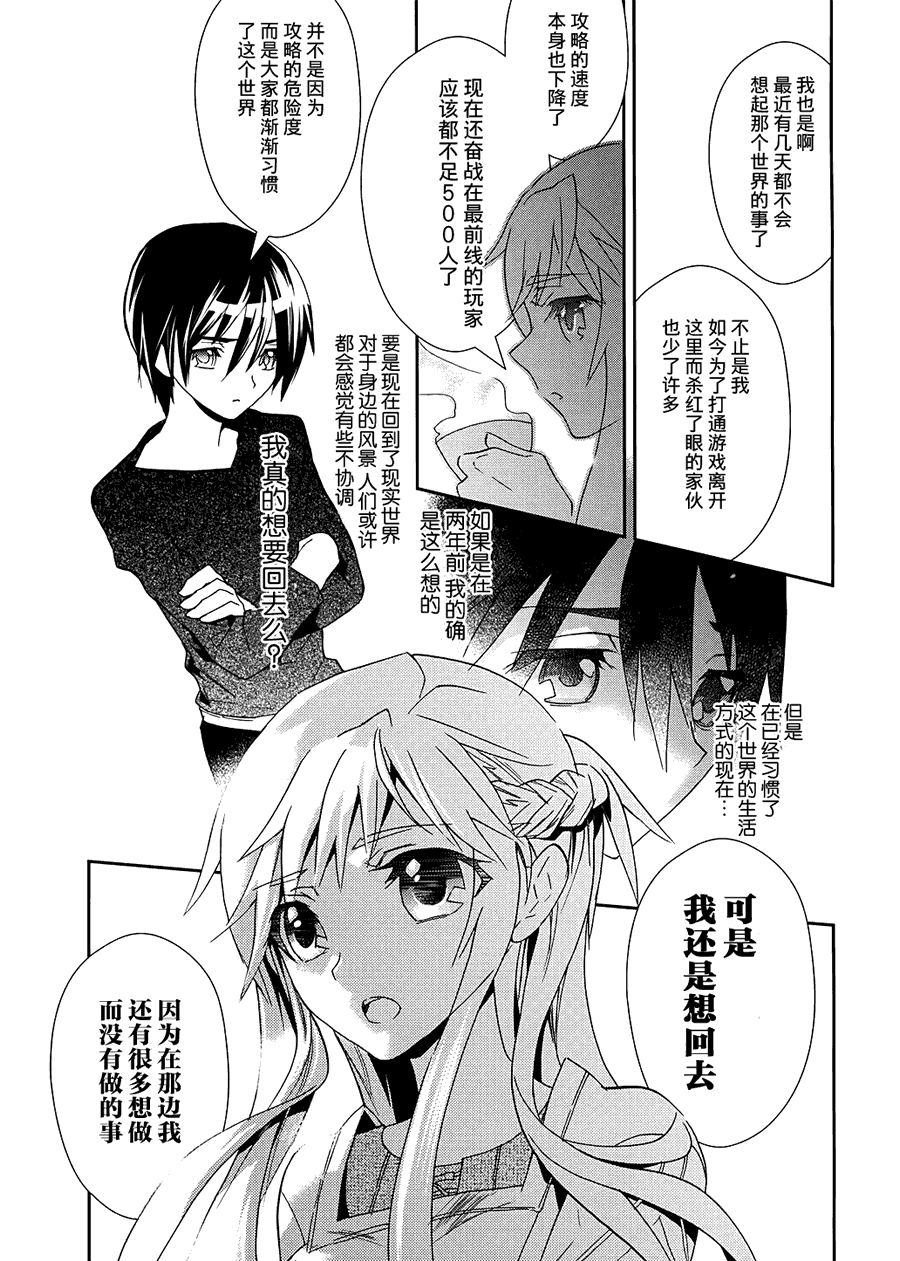 我也是啊
最近有几天都不会
想起那个世界的事了
不止是我
如今为了打通游戏离开
这里而杀红了眼的家伙
也少了许多
攻略的速度
本身也下降了
现在还奋战在最前线的玩家
应该都不足500人了
并不是因为
攻略的危险度
而是大家都渐渐习惯
了这个世界
要是现在回到了现实世界
对于身边的风景 人们或许
都会感觉有些不协调
我真的想要回去么？
如果是在
两年前 我的确
是这么想的
但是
在已经习惯了
这个世界的生活
方式的现在…
可是
我还是想回去
因为在那边我
还有很多想做
而没有做的事